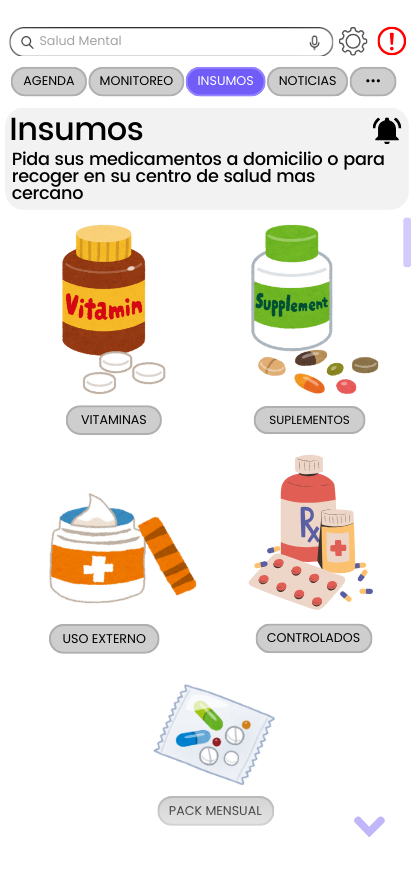 Salud Mental
AGENDA MONITOREO INSUMOS NOTICIAS ...
Insumos
Pida sus medicamentos a domicilio o para
recoger en su centro de salud mas
cercano
Vitamin Supplement
VITAMINAS SUPLEMENTOS
Rx
USO EXTERNO CONTROLADOS
PACK MENSUAL